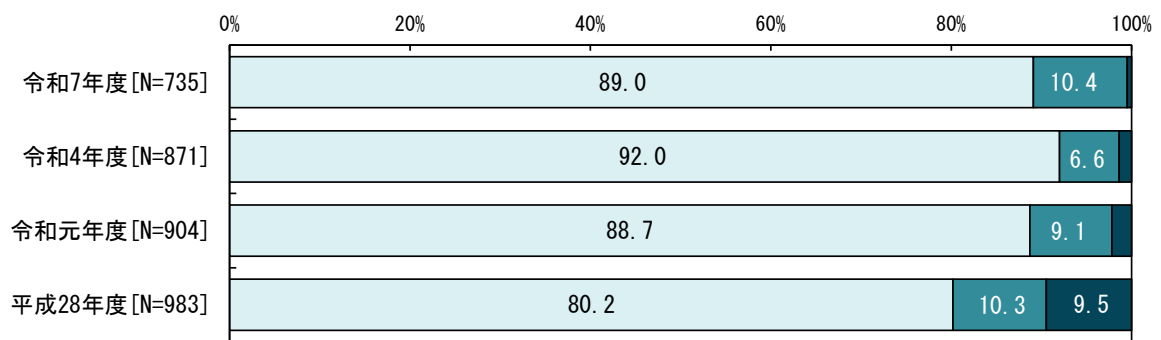 0% 20% 40% 60% 80% 100%
令和7年度[N=735] 89.0 10.4
令和4年度[N=871] 92.0 6.6
令和元年度[N=904] 88.7 9.1
平成28年度[N=983] 80.2 10.3 9.5